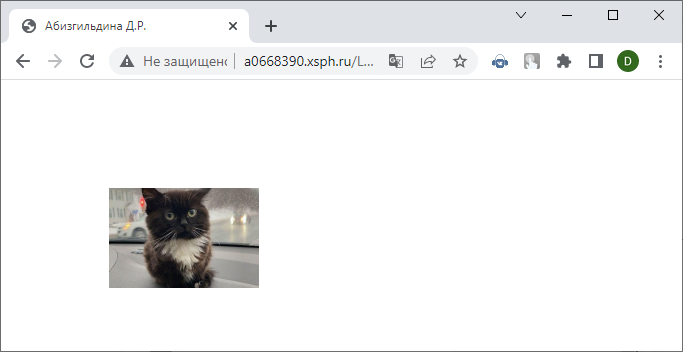 Абизгильдина Д.Р.
Не защищено a0668390.xsph.ru/L...
D